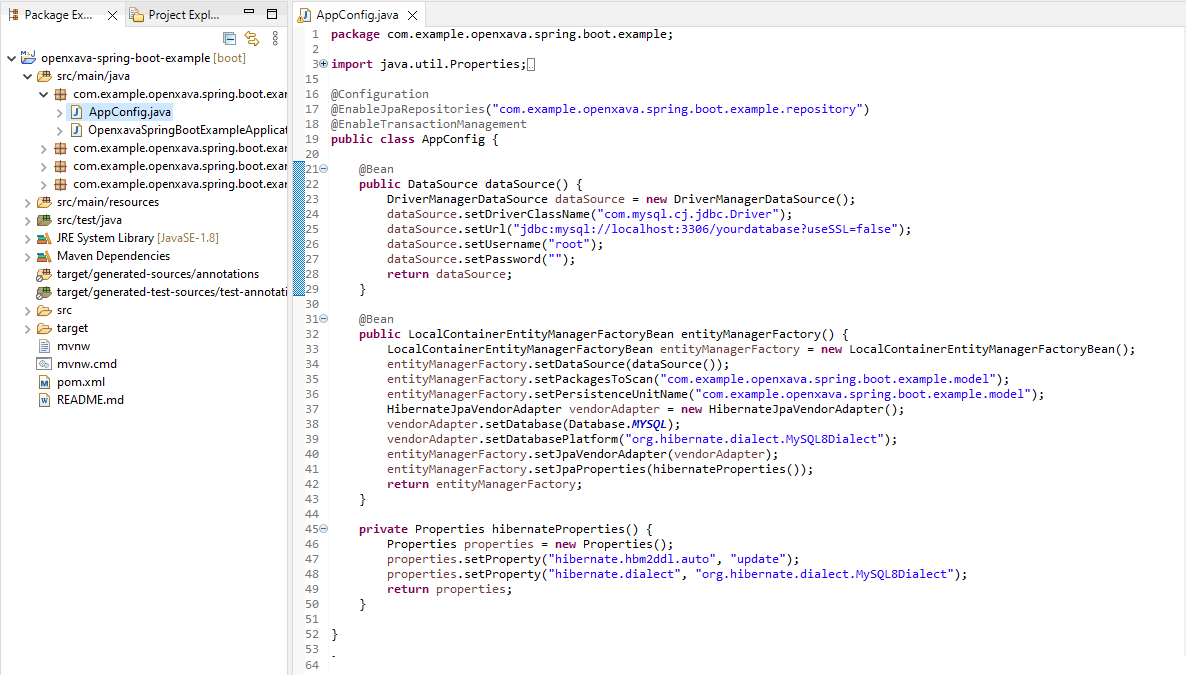 Package Ex...
Project Expl...
openxava-spring-boot-example [boot]
src/main/java
com.example.openxava.spring.boot.exar
AppConfig.java
OpenxavaSpringBootExampleApplicat
com.example.openxava.spring.boot.exar
com.example.openxava.spring.boot.exar
com.example.openxava.spring.boot.exar
src/main/resources
src/test/java
JRE System Library [JavaSE-1.8]
Maven Dependencies
target/generated-sources/annotations
target/generated-test-sources/test-annotati
src
target
mvnw
mvnw.cmd
pom.xml
README.md
AppConfig.java
1 package com.example.openxava.spring.boot.example;
2
3 import java.util.Properties;
15
16 @Configuration
17 @EnableJpaRepositories("com.example.openxava.spring.boot.example.repository")
18 @EnableTransactionManagement
19 public class AppConfig {
20
21 @Bean
22 public DataSource dataSource() {
23 DriverManagerDataSource dataSource = new DriverManagerDataSource();
24 dataSource.setDriverClassName("com.mysql.cj.jdbc.Driver");
25 dataSource.setUrl("jdbc:mysql://localhost:3306/yourdatabase?useSSL=false");
26 dataSource.setUsername("root");
27 dataSource.setPassword("");
28 return dataSource;
29 }
30
31 @Bean
32 public LocalContainerEntityManagerFactoryBean entityManagerFactory() {
33 LocalContainerEntityManagerFactoryBean entityManagerFactory = new LocalContainerEntityManagerFactoryBean();
34 entityManagerFactory.setDataSource(dataSource());
35 entityManagerFactory.setPackagesToScan("com.example.openxava.spring.boot.example.model");
36 entityManagerFactory.setPersistenceUnitName("com.example.openxava.spring.boot.example.model");
37 HibernateJpaVendorAdapter vendorAdapter = new HibernateJpaVendorAdapter();
38 vendorAdapter.setDatabase(Database.MYSQL);
39 vendorAdapter.setDatabasePlatform("org.hibernate.dialect.MySQL8Dialect");
40 entityManagerFactory.setJpaVendorAdapter(vendorAdapter);
41 entityManagerFactory.setJpaProperties(hibernateProperties());
42 return entityManagerFactory;
43 }
44
45 private Properties hibernateProperties() {
46 Properties properties = new Properties();
47 properties.setProperty("hibernate.hbm2ddl.auto", "update");
48 properties.setProperty("hibernate.dialect", "org.hibernate.dialect.MySQL8Dialect");
49 return properties;
50 }
51
52 }
53
64